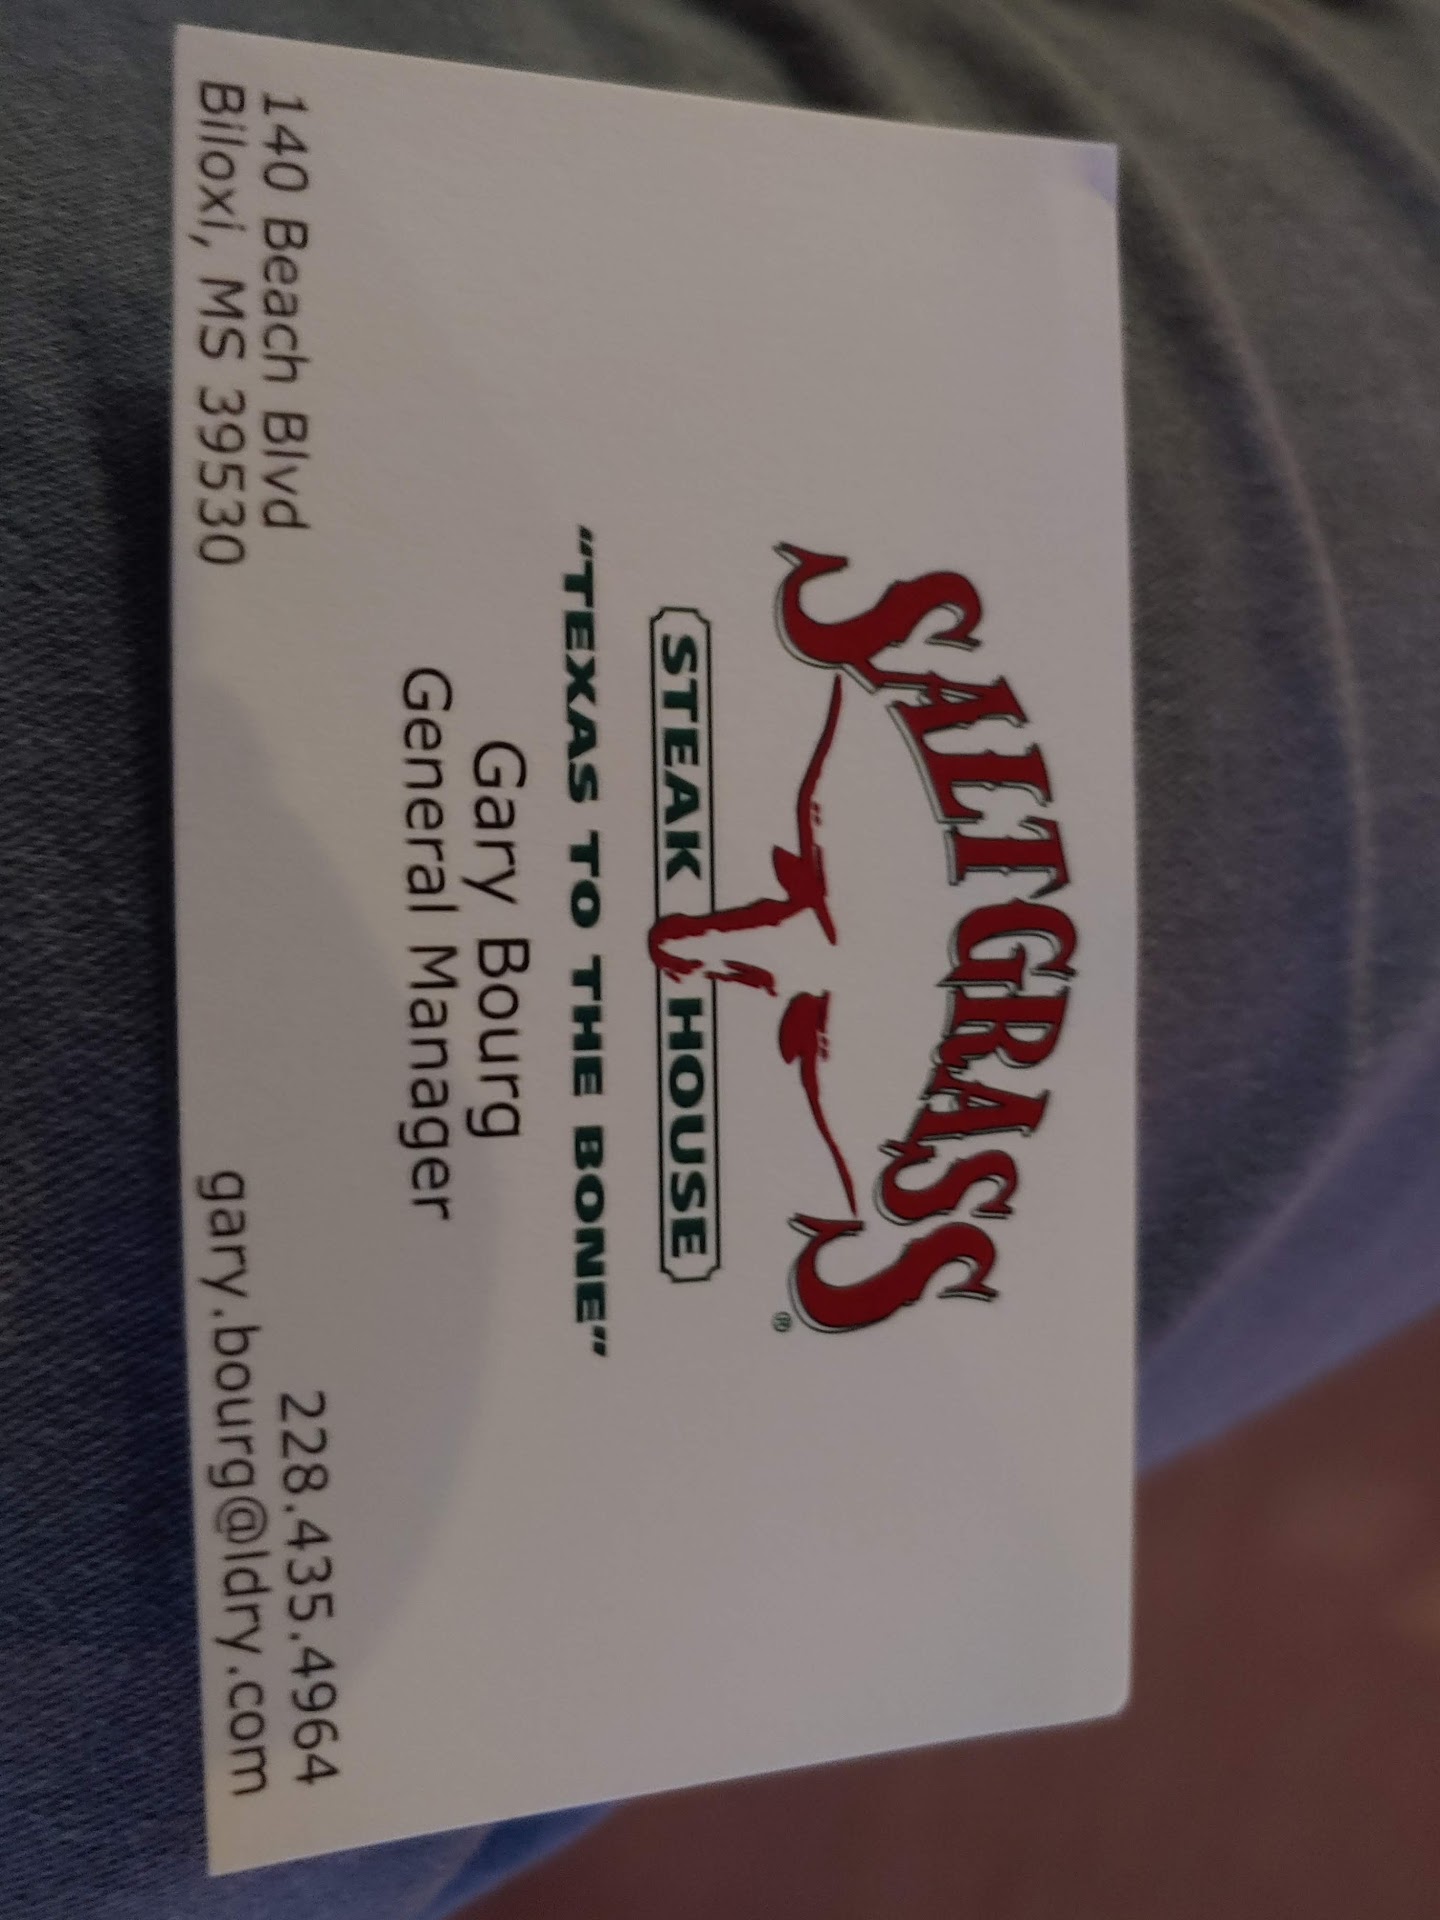 SALTGRASS®
STEAK HOUSE
"TEXAS TO THE BONE"
Gary Bourg
General Manager
140 Beach Blvd
Biloxi, MS 39530
228.435.4964
gary.bourg@ldry.com